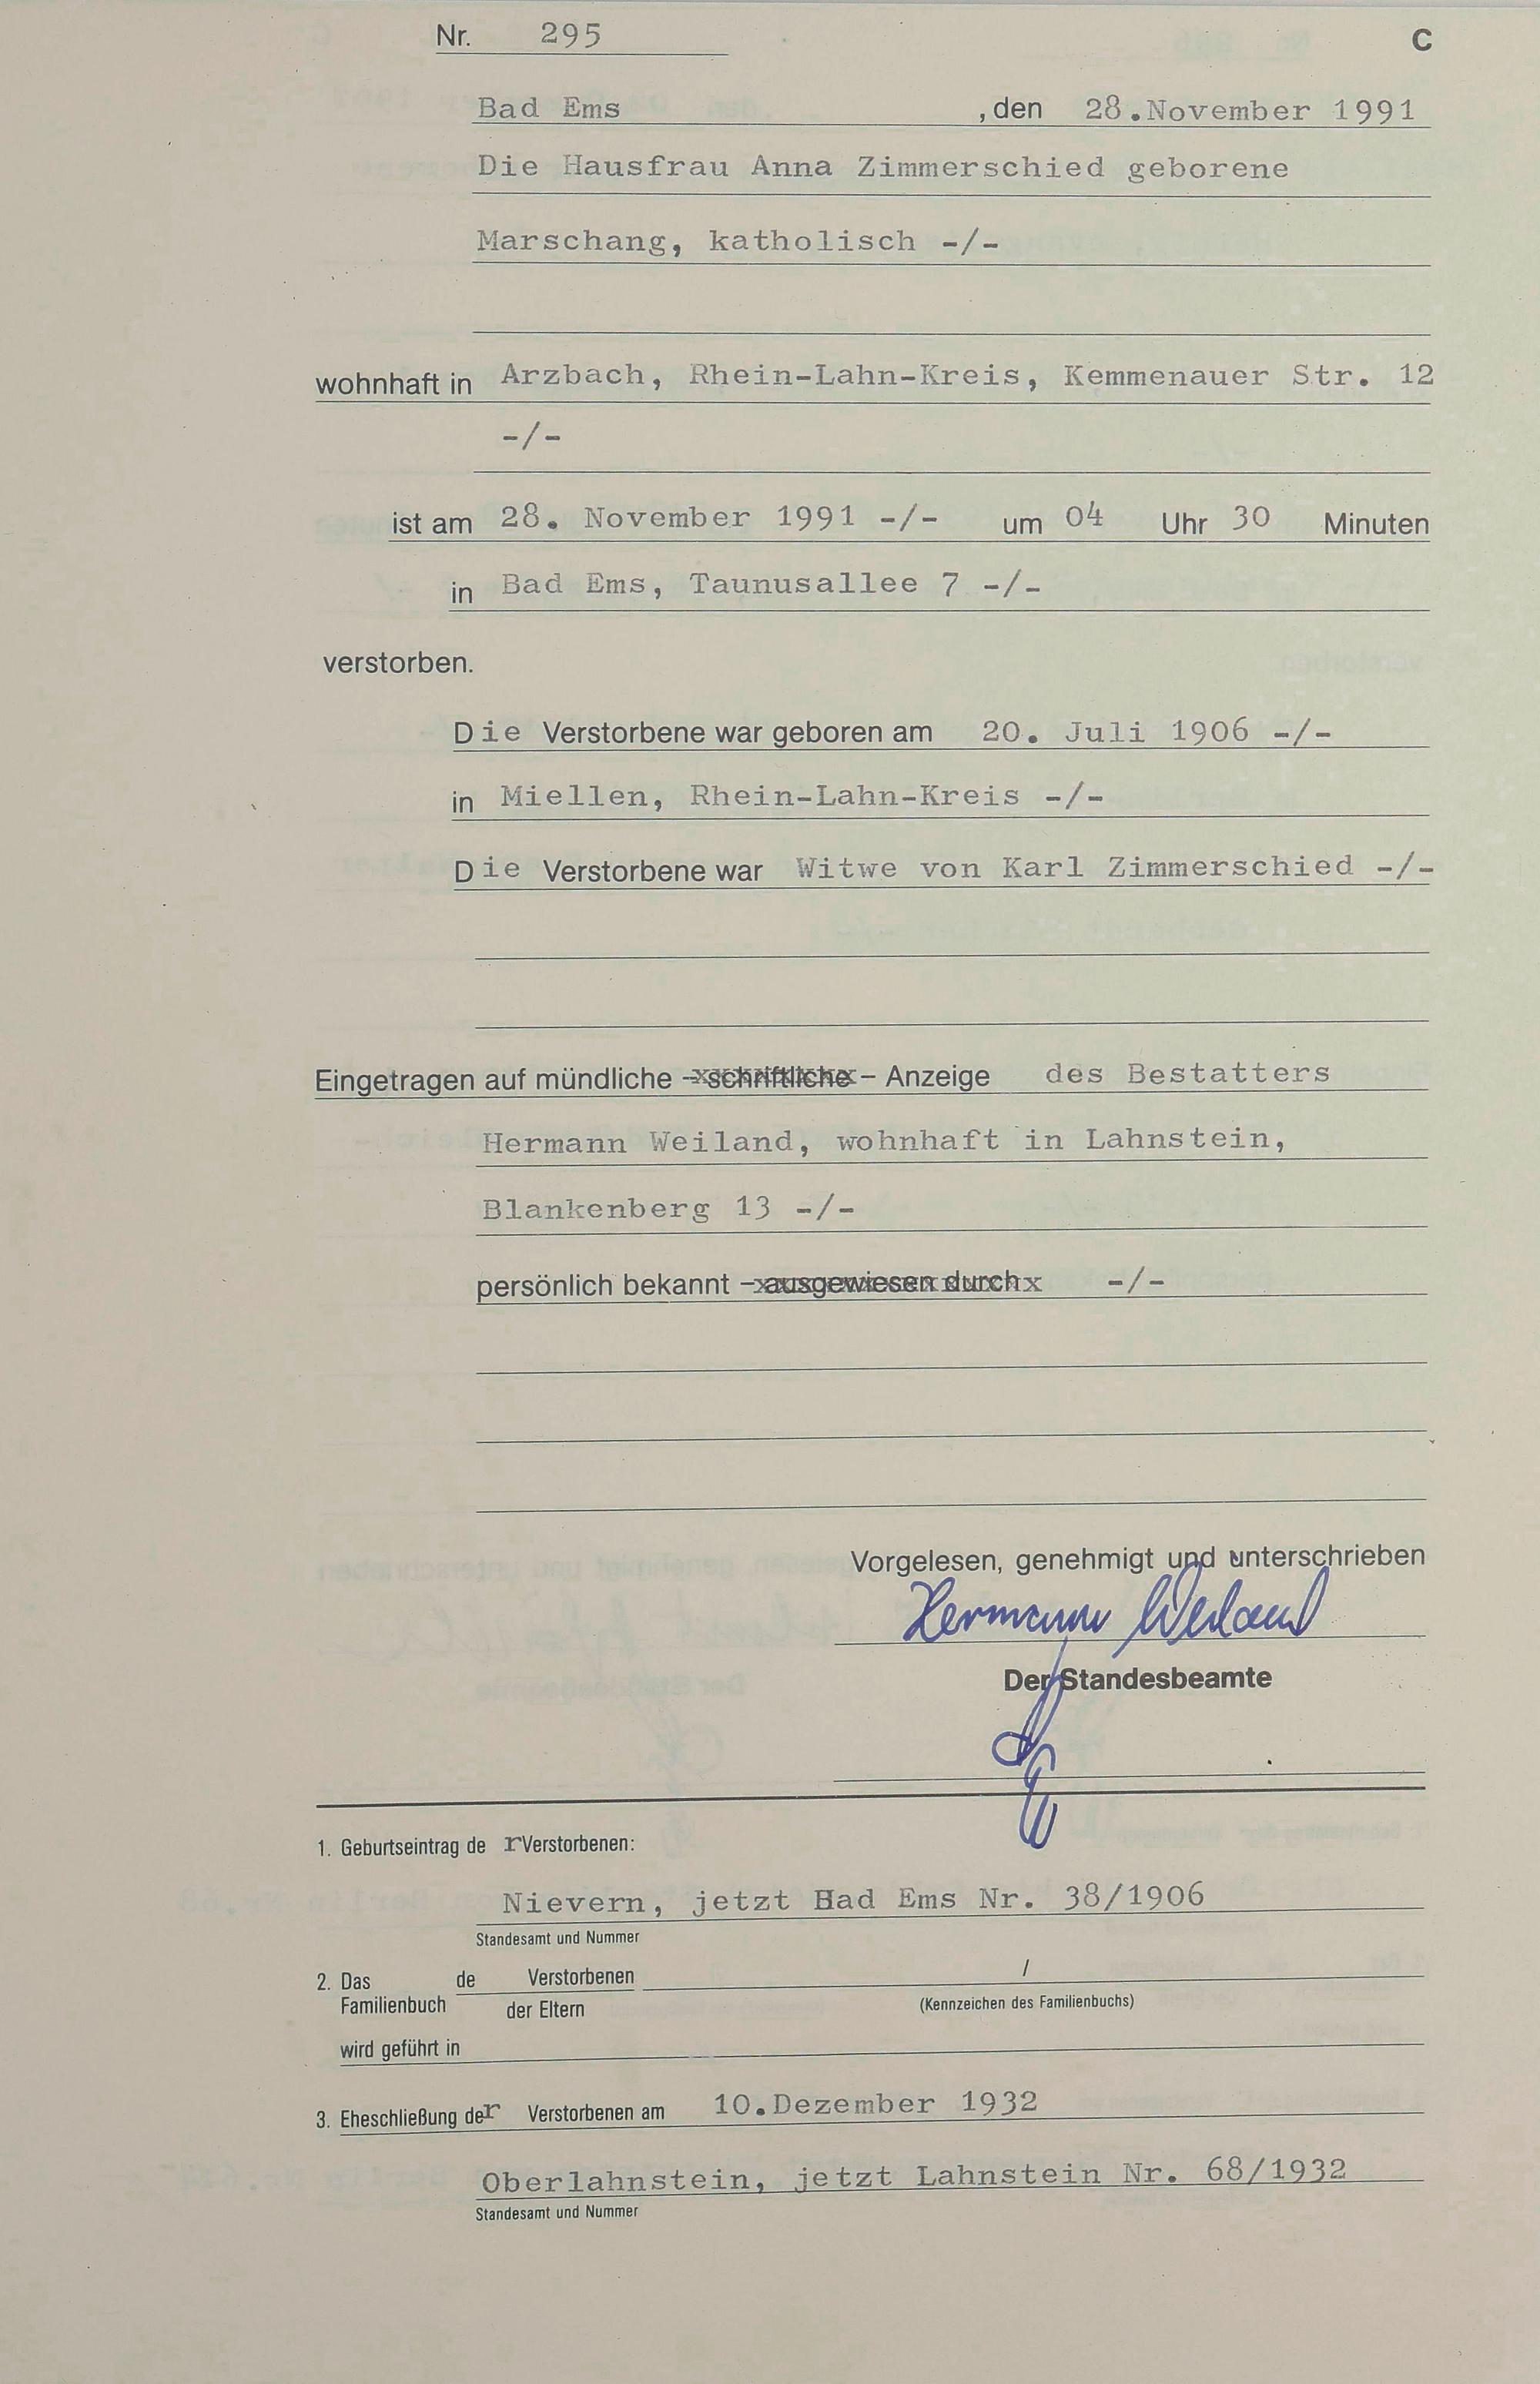 Nr. 295 C
Bad Ems , den 28.November 1991
Die Hausfrau Anna Zimmerschied geborene
Marschang, katholisch -/-
wohnhaft in Arzbach, Rhein-Lahn-Kreis, Kemmenauer Str. 12
-/-
ist am 28. November 1991 -/- um 04 Uhr 30 Minuten
in Bad Ems, Taunusallee 7 -/-
verstorben.
Die Verstorbene war geboren am 20. Juli 1906 -/-
in Miellen, Rhein-Lahn-Kreis -/-
Die Verstorbene war Witwe von Karl Zimmerschied -/-
Eingetragen auf mündliche – schriftliche – Anzeige des Bestatters
Hermann Weiland, wohnhaft in Lahnstein,
Blankenberg 13 -/-
persönlich bekannt – ausgewiesen durch -/-
Vorgelesen, genehmigt und unterschrieben
Hermann Weiland
Der Standesbeamte
1. Geburtseintrag der Verstorbenen:
Nievern, jetzt Bad Ems Nr. 38/1906
Standesamt und Nummer
2. Das de Verstorbenen /
Familienbuch der Eltern (Kennzeichen des Familienbuchs)
wird geführt in
3. Eheschließung der Verstorbenen am 10.Dezember 1932
Oberlahnstein, jetzt Lahnstein Nr. 68/1932
Standesamt und Nummer